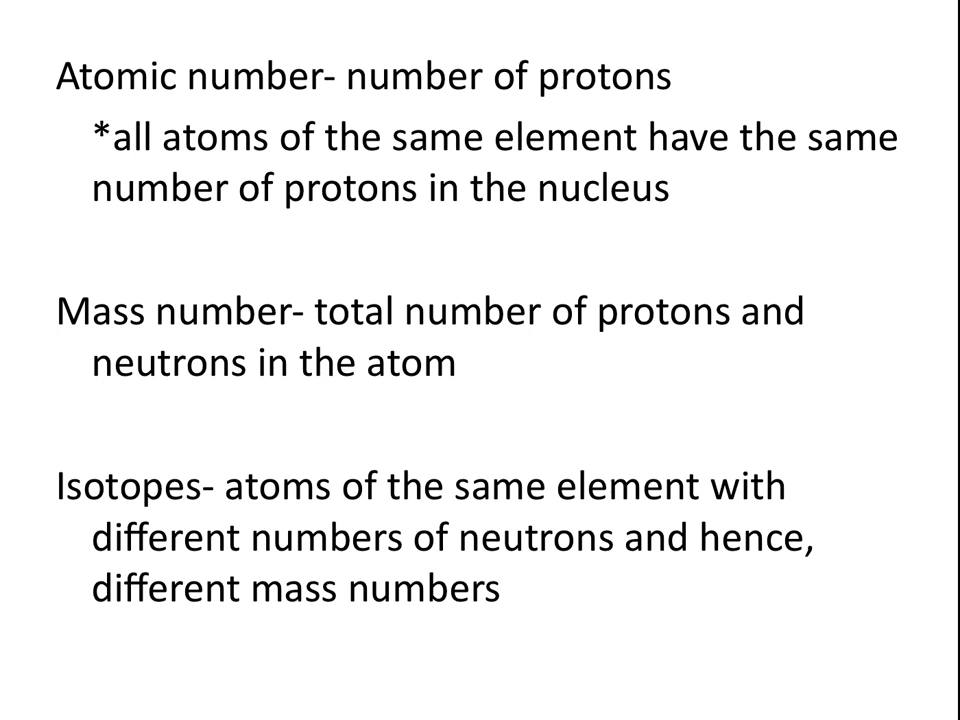 Atomic number- number of protons
*all atoms of the same element have the same
number of protons in the nucleus
Mass number- total number of protons and
neutrons in the atom
Isotopes- atoms of the same element with
different numbers of neutrons and hence,
different mass numbers